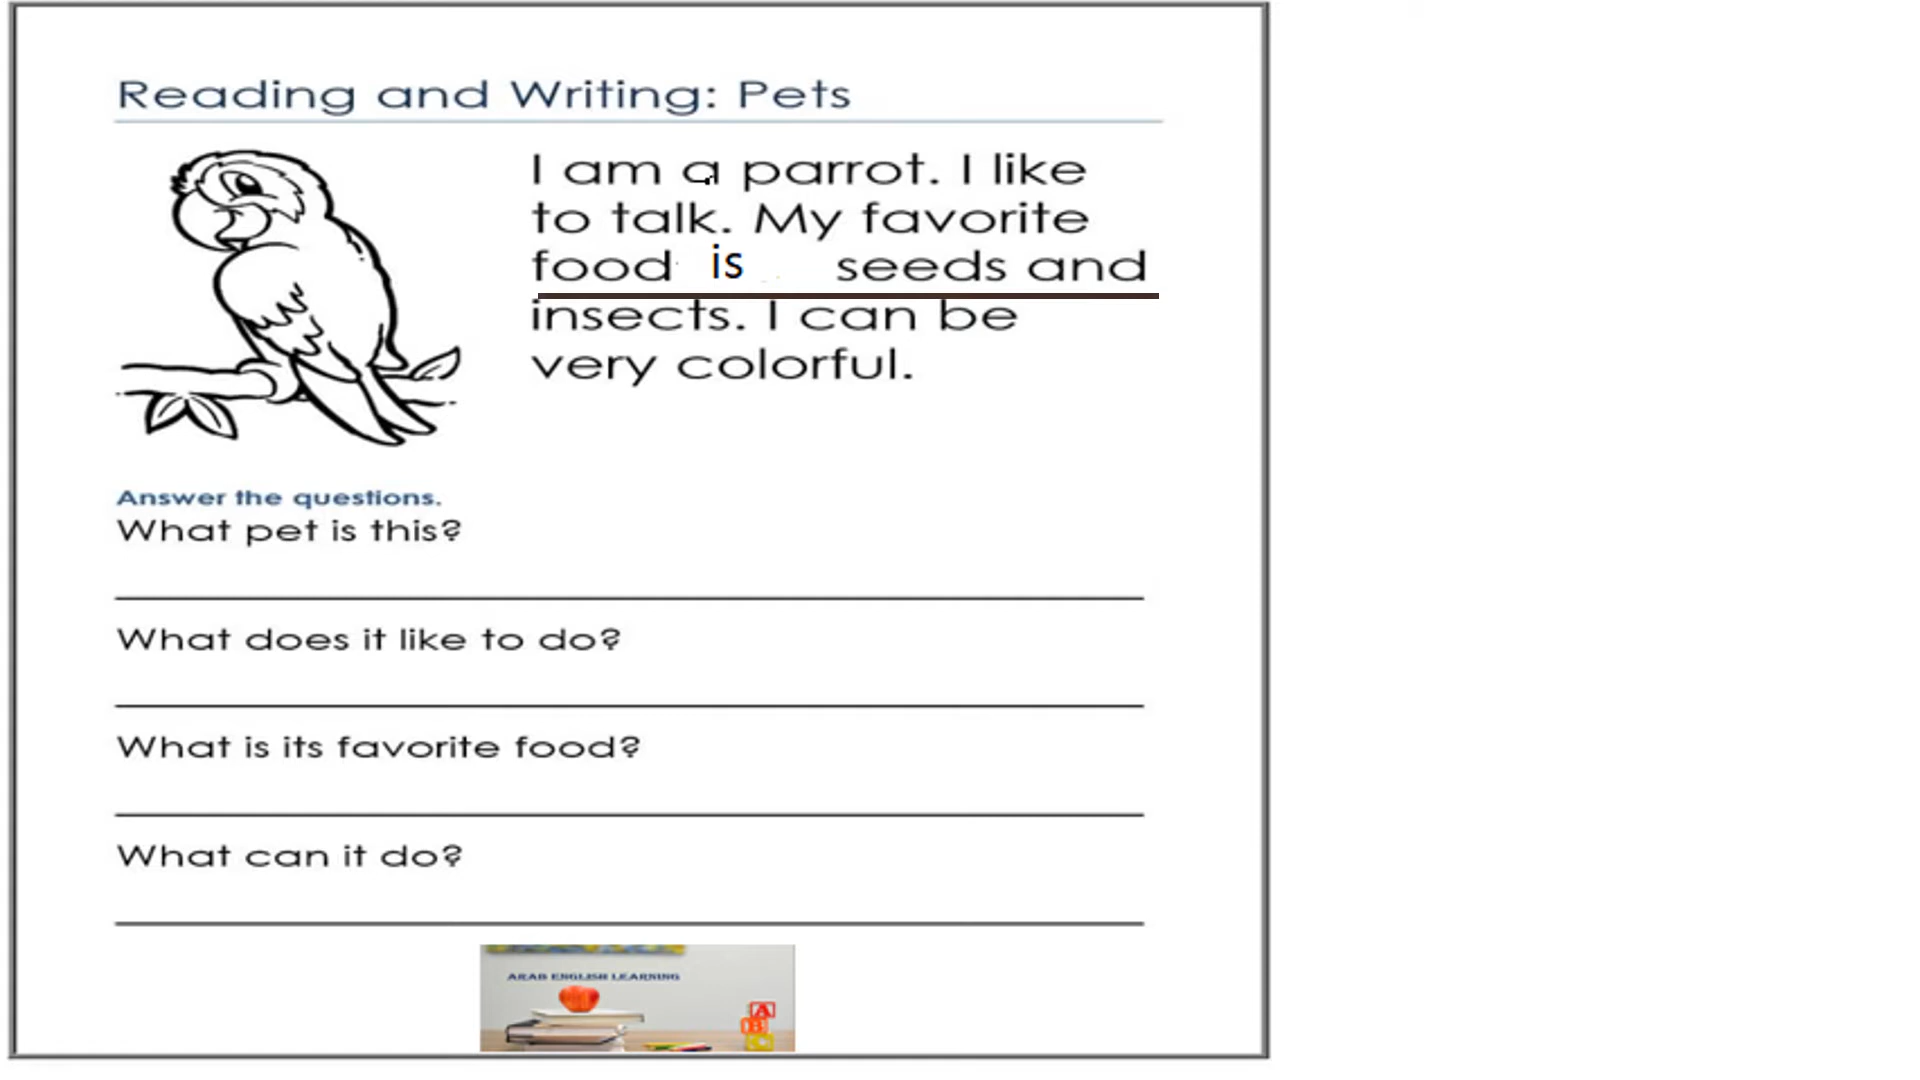 Reading and Writing: Pets
I am a parrot. I like
to talk. My favorite
food is seeds and
insects. I can be
very colorful.
Answer the questions.
What pet is this?
What does it like to do?
What is its favorite food?
What can it do?
ARAB ENGLISH LEARNING
A
B
C